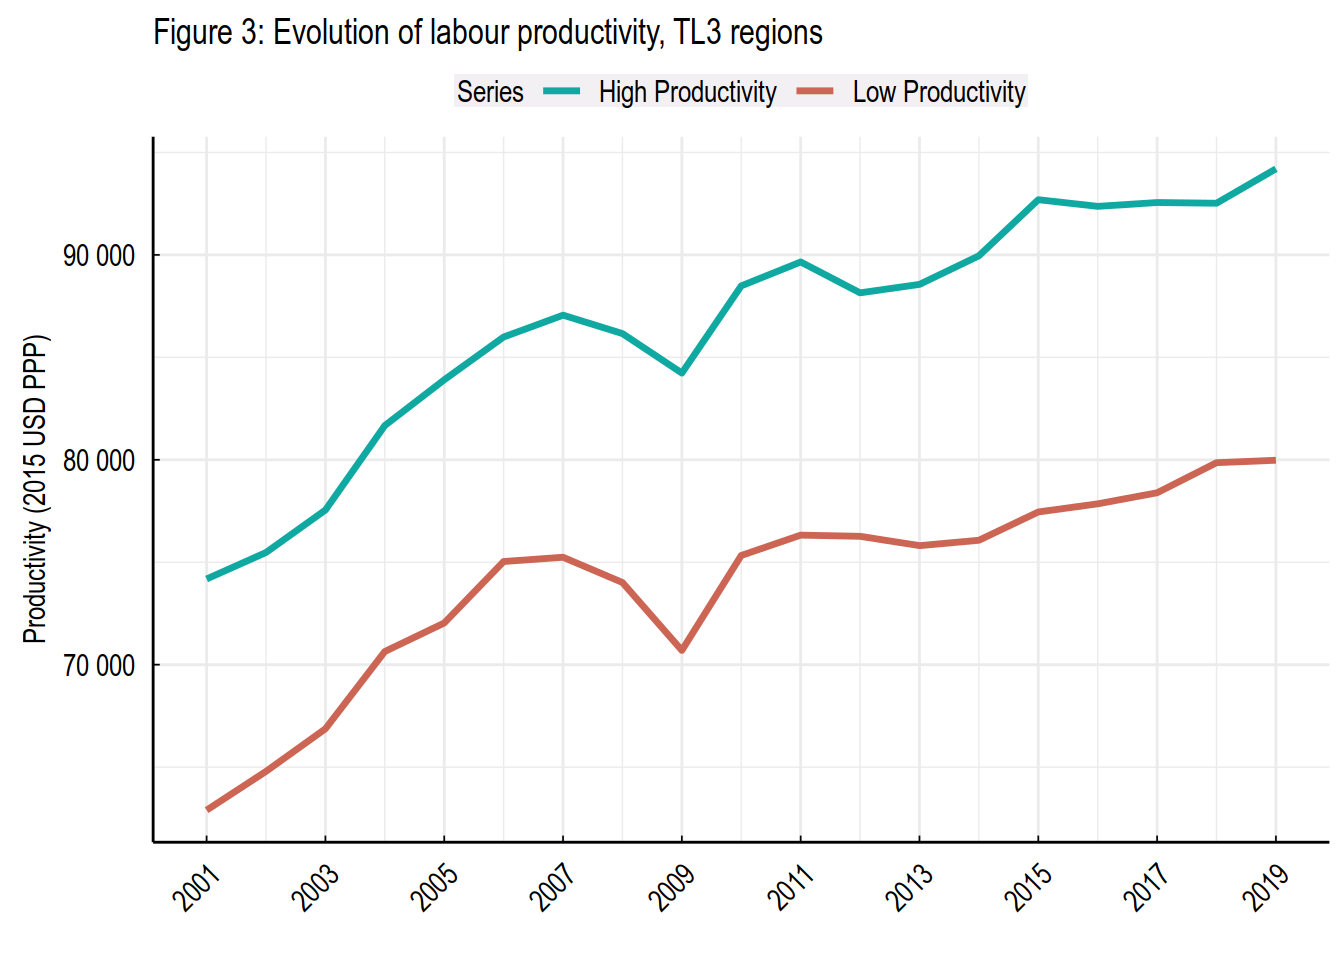 Figure 3: Evolution of labour productivity, TL3 regions
Series High Productivity Low Productivity
Productivity (2015 USD PPP)
90 000
80 000
70 000
2001 2003 2005 2007 2009 2011 2013 2015 2017 2019